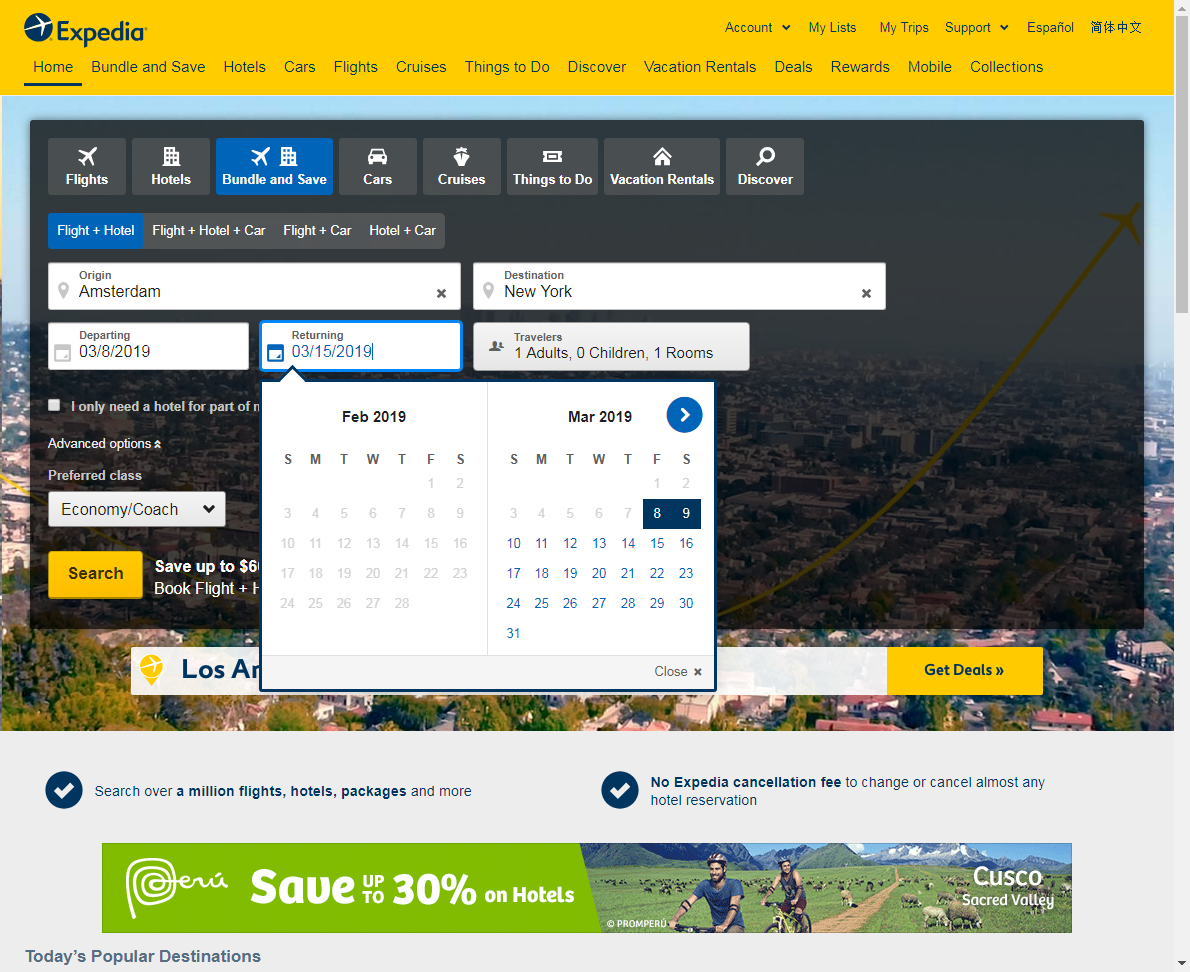 Expedia
Account My Lists My Trips Support Español 简体中文
Home Bundle and Save Hotels Cars Flights Cruises Things to Do Discover Vacation Rentals Deals Rewards Mobile Collections
Flights Hotels Bundle and Save Cars Cruises Things to Do Vacation Rentals Discover
Flight + Hotel Flight + Hotel + Car Flight + Car Hotel + Car
Origin
Amsterdam
Destination
New York
Departing
03/8/2019
Returning
03/15/2019
Travelers
1 Adults, 0 Children, 1 Rooms
I only need a hotel for part of
Advanced options
Preferred class
Economy/Coach
Search
Save up to
Book Flight +
Feb 2019
S M T W T F S
1 2
3 4 5 6 7 8 9
10 11 12 13 14 15 16
17 18 19 20 21 22 23
24 25 26 27 28
Mar 2019
S M T W T F S
1 2
3 4 5 6 7 8 9
10 11 12 13 14 15 16
17 18 19 20 21 22 23
24 25 26 27 28 29 30
31
Close ×
Los
Get Deals »
Search over a million flights, hotels, packages and more
No Expedia cancellation fee to change or cancel almost any
hotel reservation
Perú
Save UP TO 30% on Hotels
© PROMPERÚ
Cusco
Sacred Valley
Today's Popular Destinations